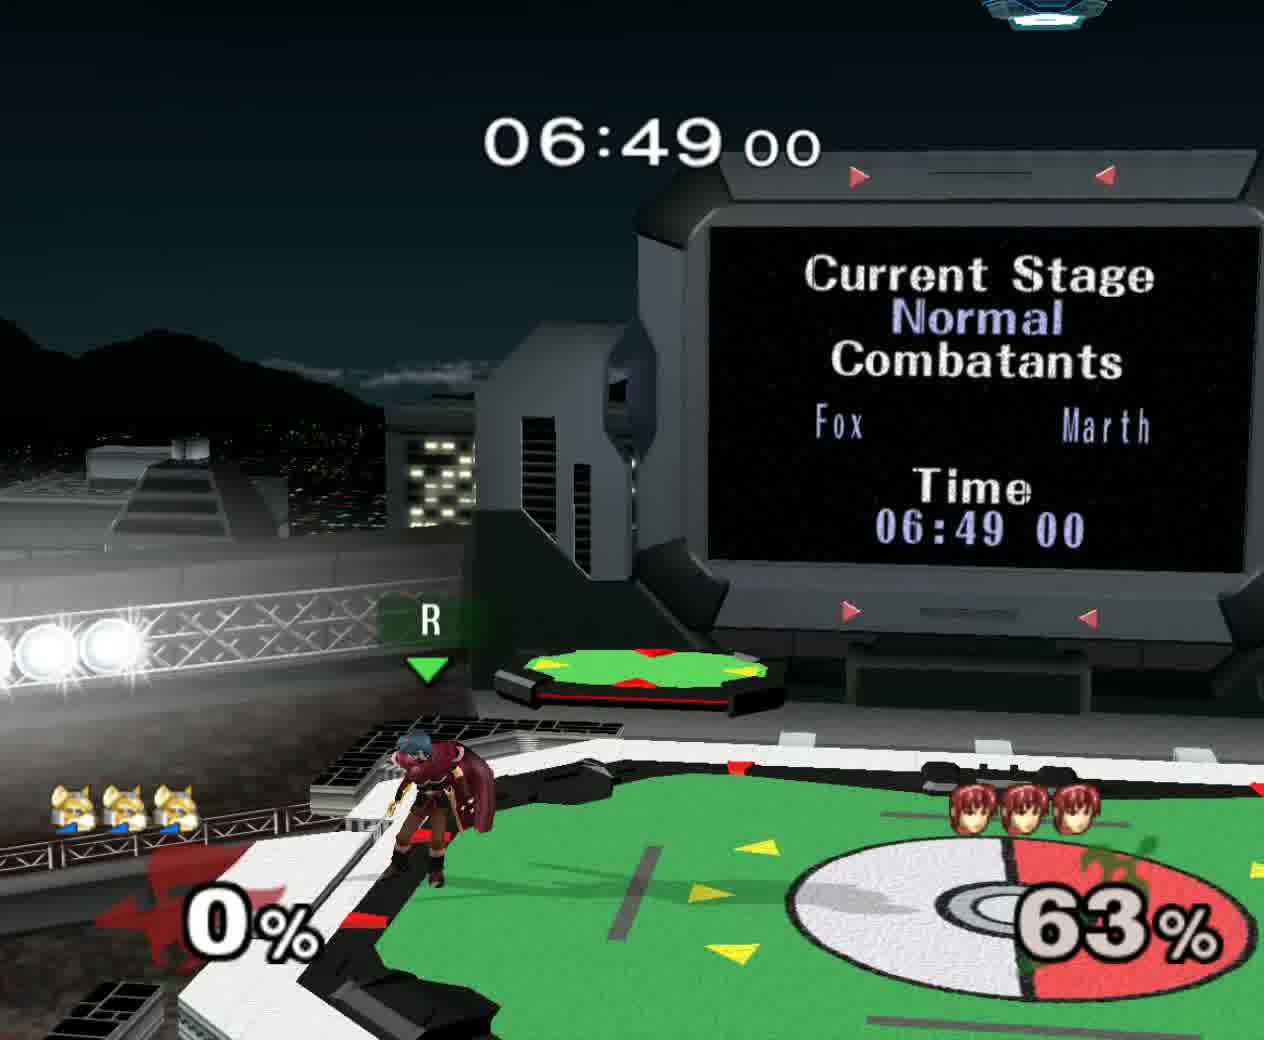 06:49 00
Current Stage
Normal
Combatants
Fox Marth
Time
06:49 00
R
0% 63%